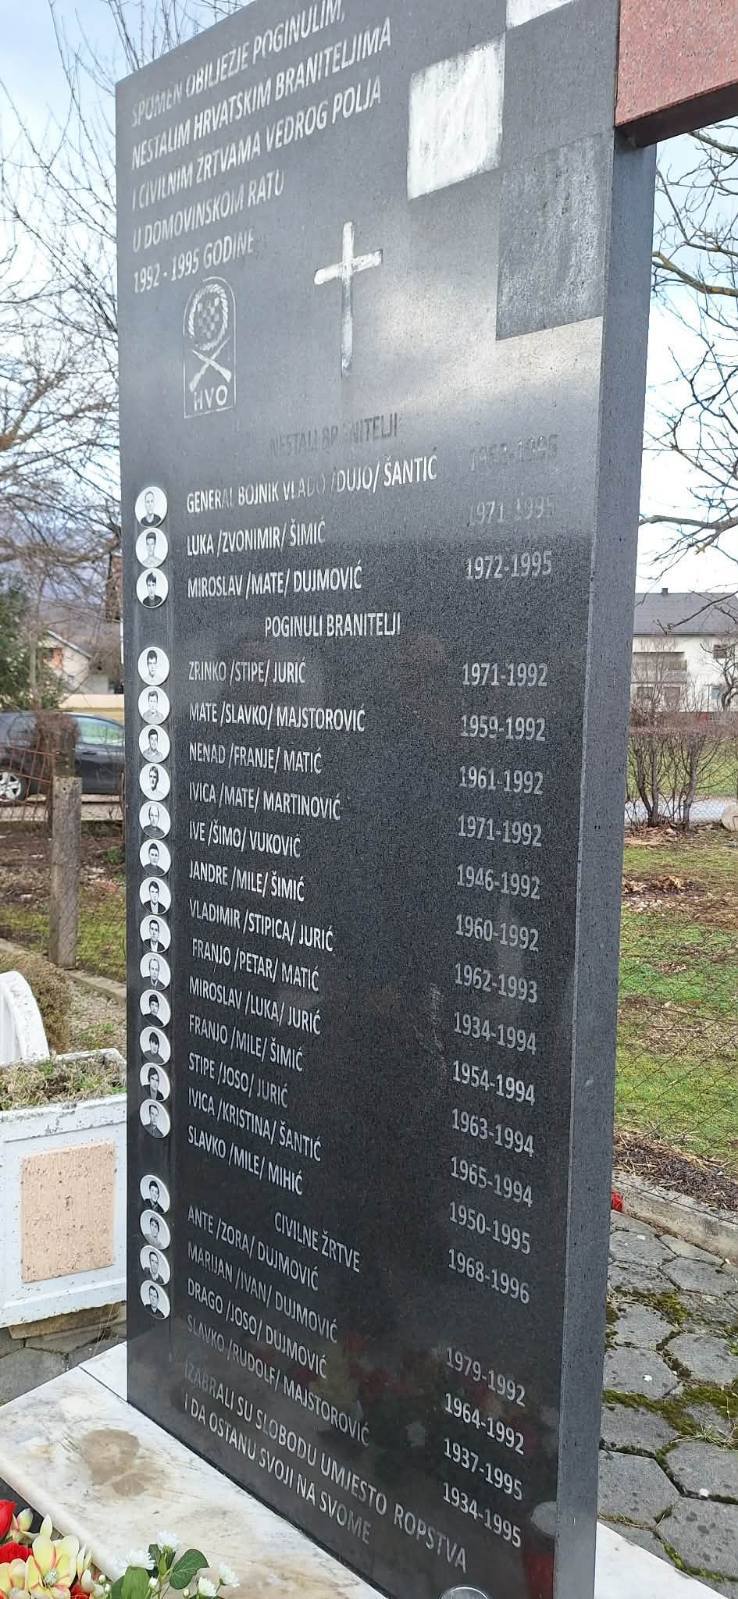 SPOMEN OBILJEŽJE POGINULIM,
NESTALIM HRVATSKIM BRANITELJIMA
I CIVILNIM ŽRTVAMA VEDROG POLJA
U DOMOVINSKOM RATU
1992 - 1995 GODINE
HVO
NESTALI BRANITELJI
GENERAL BOJNIK VLADO /DUJO/ ŠANTIĆ
LUKA /ZVONIMIR/ ŠIMIĆ 1971-1995
MIROSLAV /MATE/ DUJMOVIĆ 1972-1995
POGINULI BRANITELJI
ZRINKO /STIPE/ JURIĆ 1971-1992
MATE /SLAVKO/ MAJSTOROVIĆ 1959-1992
NENAD /FRANJE/ MATIĆ 1961-1992
IVICA /MATE/ MARTINOVIĆ 1971-1992
IVE /ŠIMO/ VUKOVIĆ 1946-1992
JANDRE /MILE/ ŠIMIĆ 1960-1992
VLADIMIR /STIPICA/ JURIĆ 1962-1993
FRANJO /PETAR/ MATIĆ 1934-1994
MIROSLAV /LUKA/ JURIĆ 1954-1994
FRANJO /MILE/ ŠIMIĆ 1963-1994
STIPE /JOSO/ JURIĆ 1965-1994
IVICA /KRISTINA/ ŠANTIĆ 1950-1995
SLAVKO /MILE/ MIHIĆ 1968-1996
CIVILNE ŽRTVE
ANTE /ZORA/ DUJMOVIĆ 1979-1992
MARIJAN /IVAN/ DUJMOVIĆ 1964-1992
DRAGO /JOSO/ DUJMOVIĆ 1937-1995
SLAVKO /RUDOLF/ MAJSTOROVIĆ 1934-1995
IZABRALI SU SLOBODU UMJESTO ROPSTVA
I DA OSTANU SVOJI NA SVOME